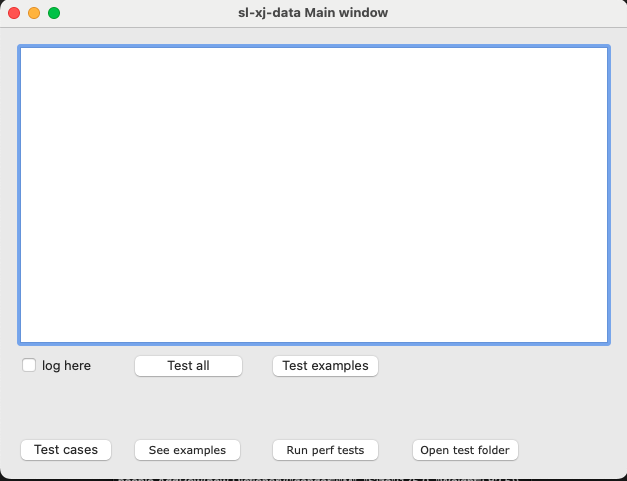 sl-xj-data Main window
log here
Test all
Test examples
Test cases
See examples
Run perf tests
Open test folder